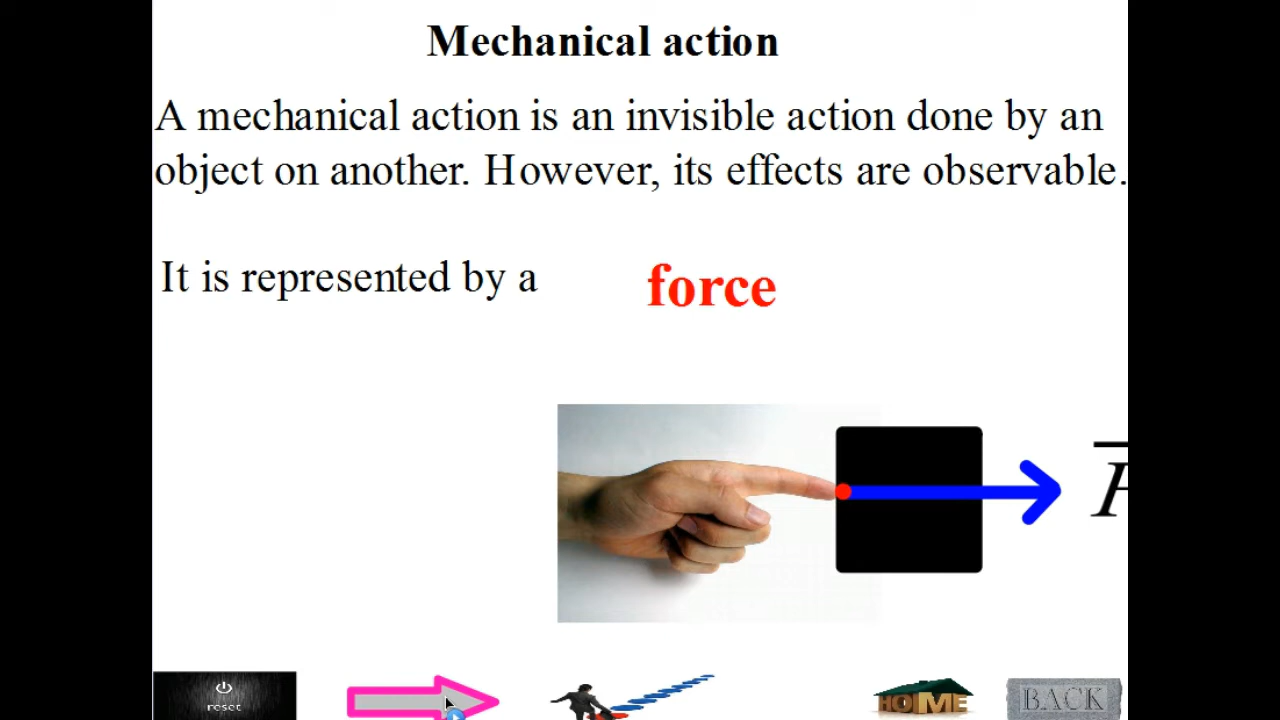 Mechanical action
A mechanical action is an invisible action done by an
object on another. However, its effects are observable.
It is represented by a
force
reset
HOME
BACK